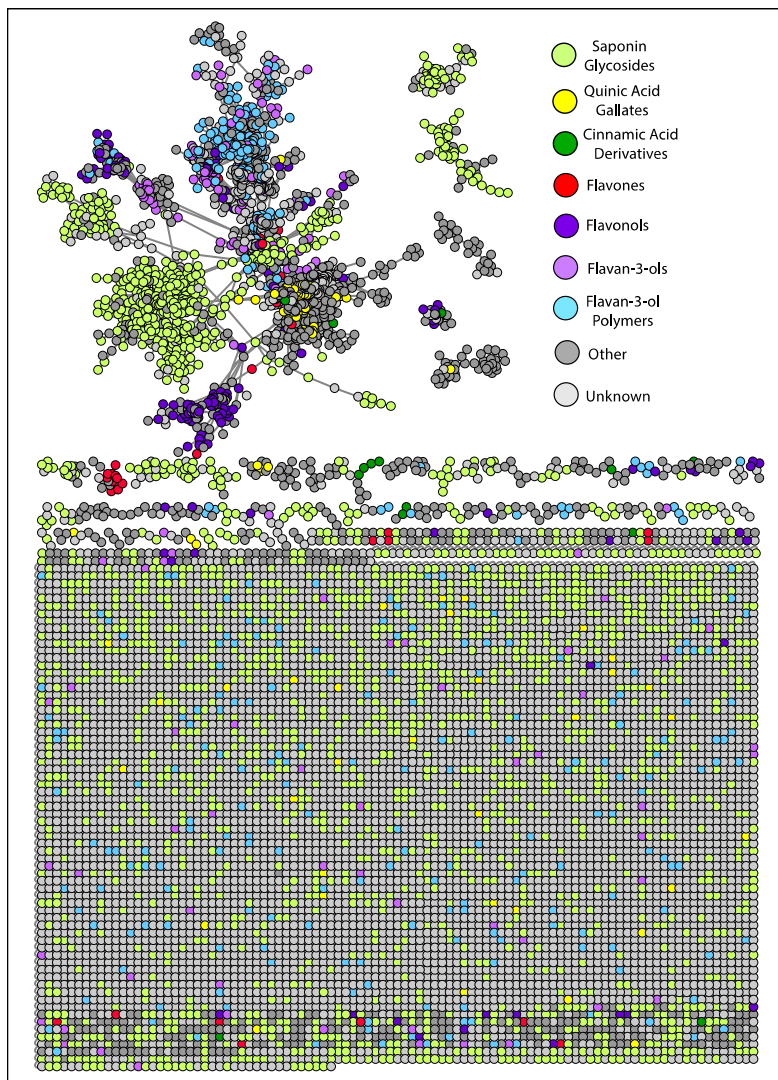 Saponin
Glycosides
Quinic Acid
Gallates
Cinnamic Acid
Derivatives
Flavones
Flavonols
Flavan-3-ols
Flavan-3-ol
Polymers
Other
Unknown